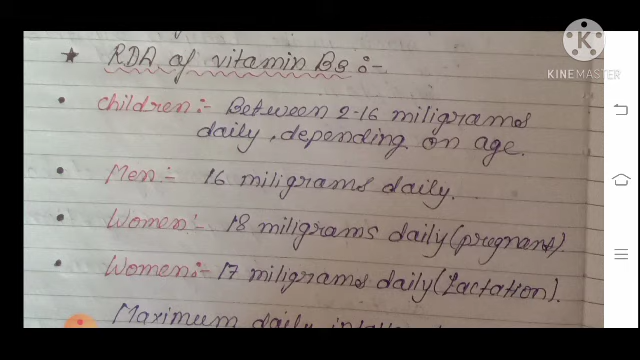 KINEMASTER
★ RDA of vitamin B3 :-
• Children :- Between 2-16 miligrams
daily, depending on age.
• Men :- 16 miligrams daily.
• Women :- 18 miligrams daily (pregnant)
• Women :- 17 miligrams daily (Lactation).
Maximum daily